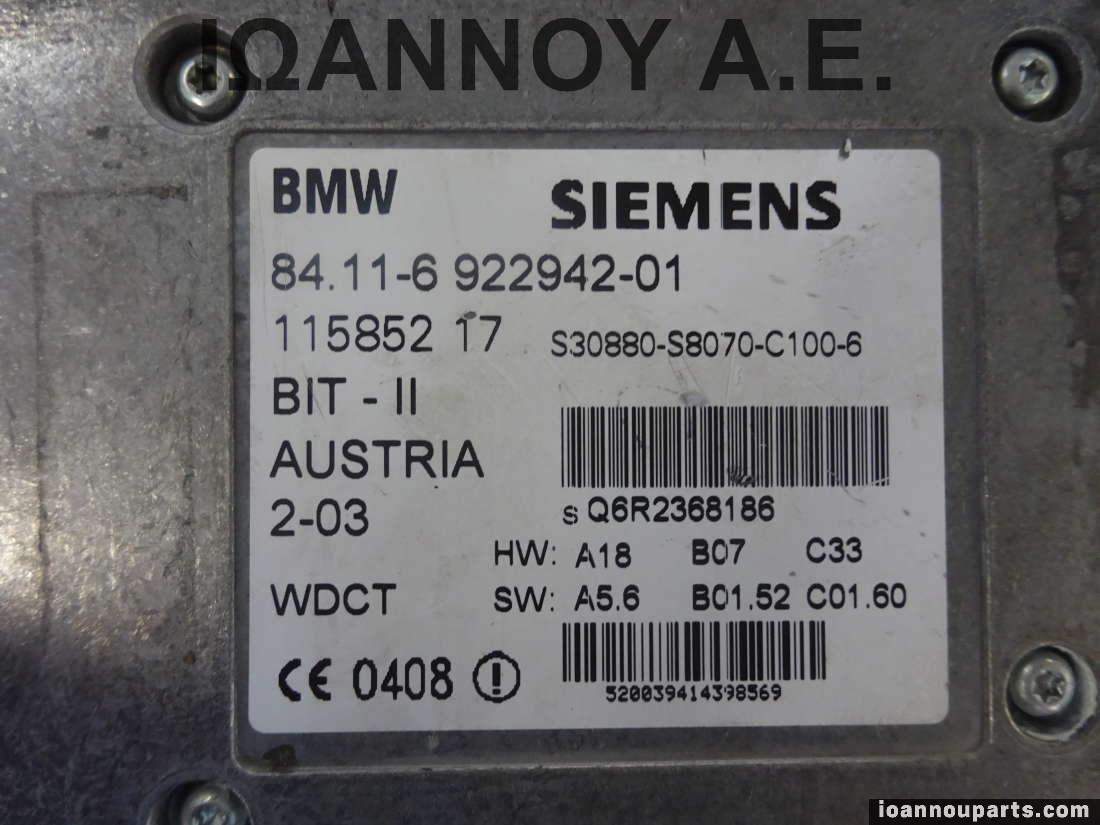 ΙΩΑΝΝΟΥ Α.Ε.
BMW SIEMENS
84.11-6 922942-01
115852 17 S30880-S8070-C100-6
BIT - II
AUSTRIA
2-03 S Q6R2368186
HW: A18 B07 C33
WDCT SW: A5.6 B01.52 C01.60
CE 0408
520039414398569
ioannouparts.com